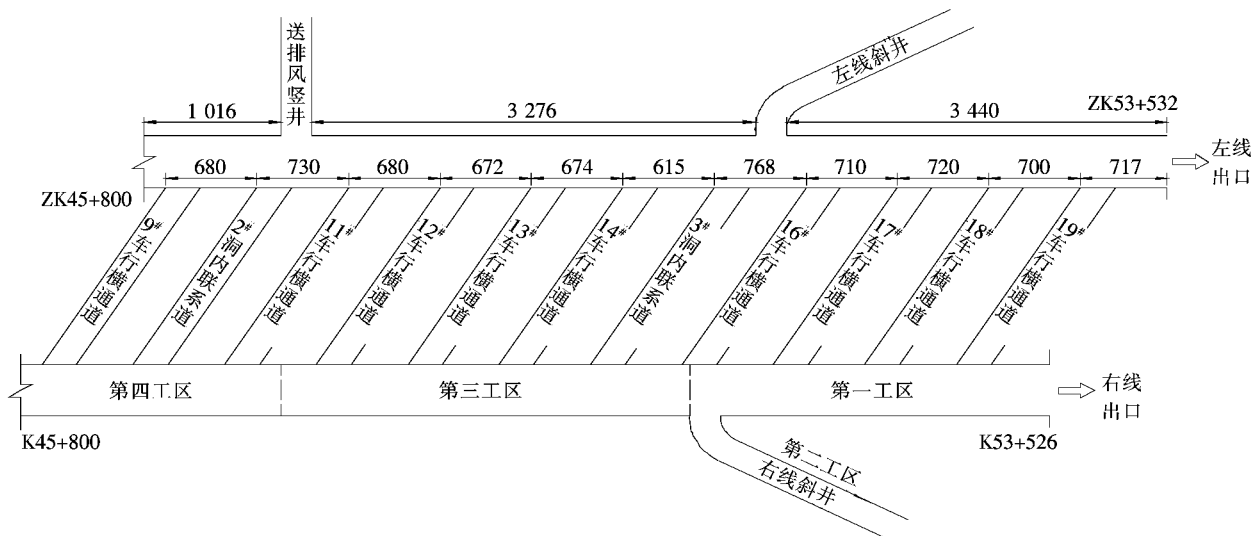 送排风竖井
左线斜井
1 016
3 276
3 440
ZK53+532
680
730
680
672
674
615
768
710
720
700
717
左线
出口
ZK45+800
9#车行横通道
2#洞内联系道
11#车行横通道
12#车行横通道
13#车行横通道
14#车行横通道
3#洞内联系道
16#车行横通道
17#车行横通道
18#车行横通道
19#车行横通道
第四工区
第三工区
第一工区
右线
出口
K45+800
K53+526
第二工区
右线斜井